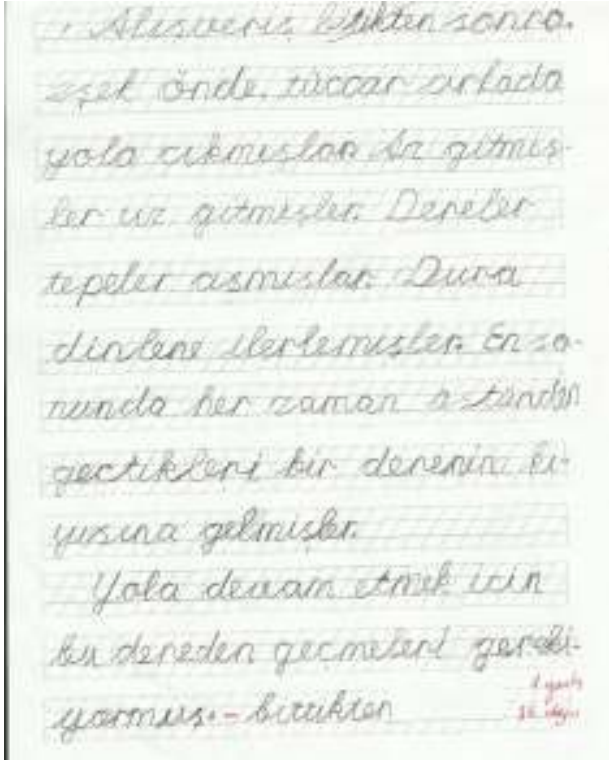 Alışveriş bittikten sonra.
eşek önde, tüccar arkada
yola çıkmışlar. Az gitmiş-
ler uz gitmişler. Dereler
tepeler aşmışlar. Dura
dinlene ilerlemişler. En so-
nunda her zaman üstünden
geçtikleri bir derenin kı-
yısına gelmişler.
Yola devam etmek için
bu dereden geçmeleri gereki-
yormuş. - bittikten